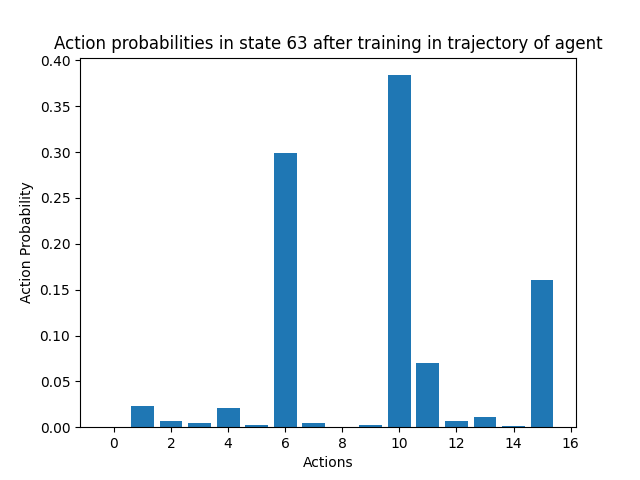 Action probabilities in state 63 after training in trajectory of agent
0.40
0.35
0.30
0.25
0.20
0.15
0.10
0.05
0.00
Action Probability
0 2 4 6 8 10 12 14 16
Actions